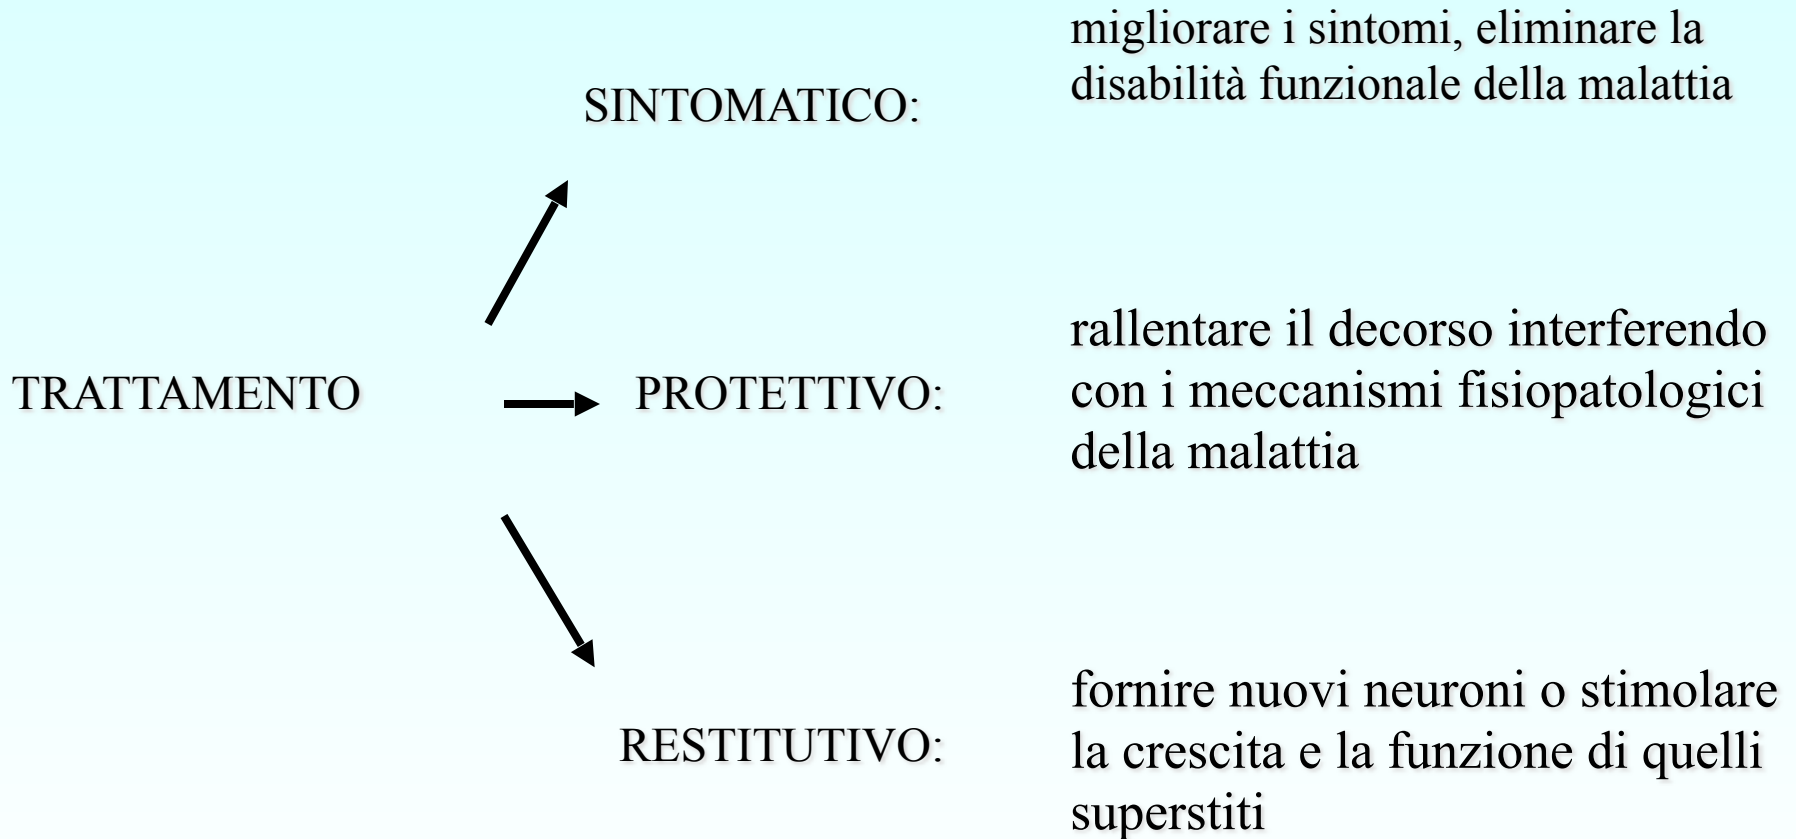 migliorare i sintomi, eliminare la
disabilità funzionale della malattia
SINTOMATICO:
rallentare il decorso interferendo
con i meccanismi fisiopatologici
della malattia
TRATTAMENTO
PROTETTIVO:
fornire nuovi neuroni o stimolare
la crescita e la funzione di quelli
superstiti
RESTITUTIVO: